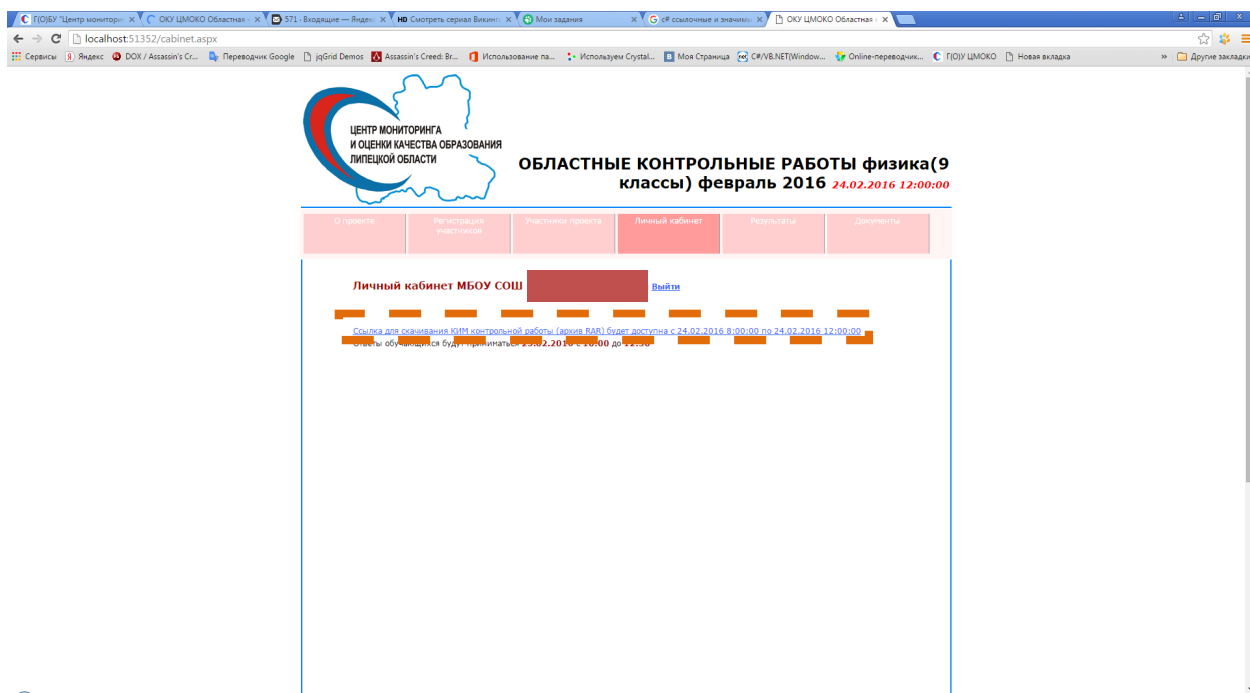 Г(О)БУ "Центр монитори
ОКУ ЦМОКО Областная
571 · Входящие — Яндекс
HD Смотреть сериал Викинги
Мои задания
c# ссылочные и значимы
ОКУ ЦМОКО Областная
localhost:51352/cabinet.aspx
Сервисы
Яндекс
DOX / Assassin's Cr...
Переводчик Google
jqGrid Demos
Assassin's Creed: Br...
Использование па...
Используем Crystal...
Моя Страница
C#/VB.NET(Window...
Online-переводчик...
Г(О)У ЦМОКО
Новая вкладка
»
Другие закладки
ЦЕНТР МОНИТОРИНГА
И ОЦЕНКИ КАЧЕСТВА ОБРАЗОВАНИЯ
ЛИПЕЦКОЙ ОБЛАСТИ
ОБЛАСТНЫЕ КОНТРОЛЬНЫЕ РАБОТЫ физика(9
классы) февраль 2016 24.02.2016 12:00:00
О проекте
Регистрация
участников
Участники проекта
Личный кабинет
Результаты
Документы
Личный кабинет МБОУ СОШ
Выйти
Ссылка для скачивания КИМ контрольной работы (архив RAR) будет доступна с 24.02.2016 8:00:00 по 24.02.2016 12:00:00
Ответы обучающихся будут приниматься